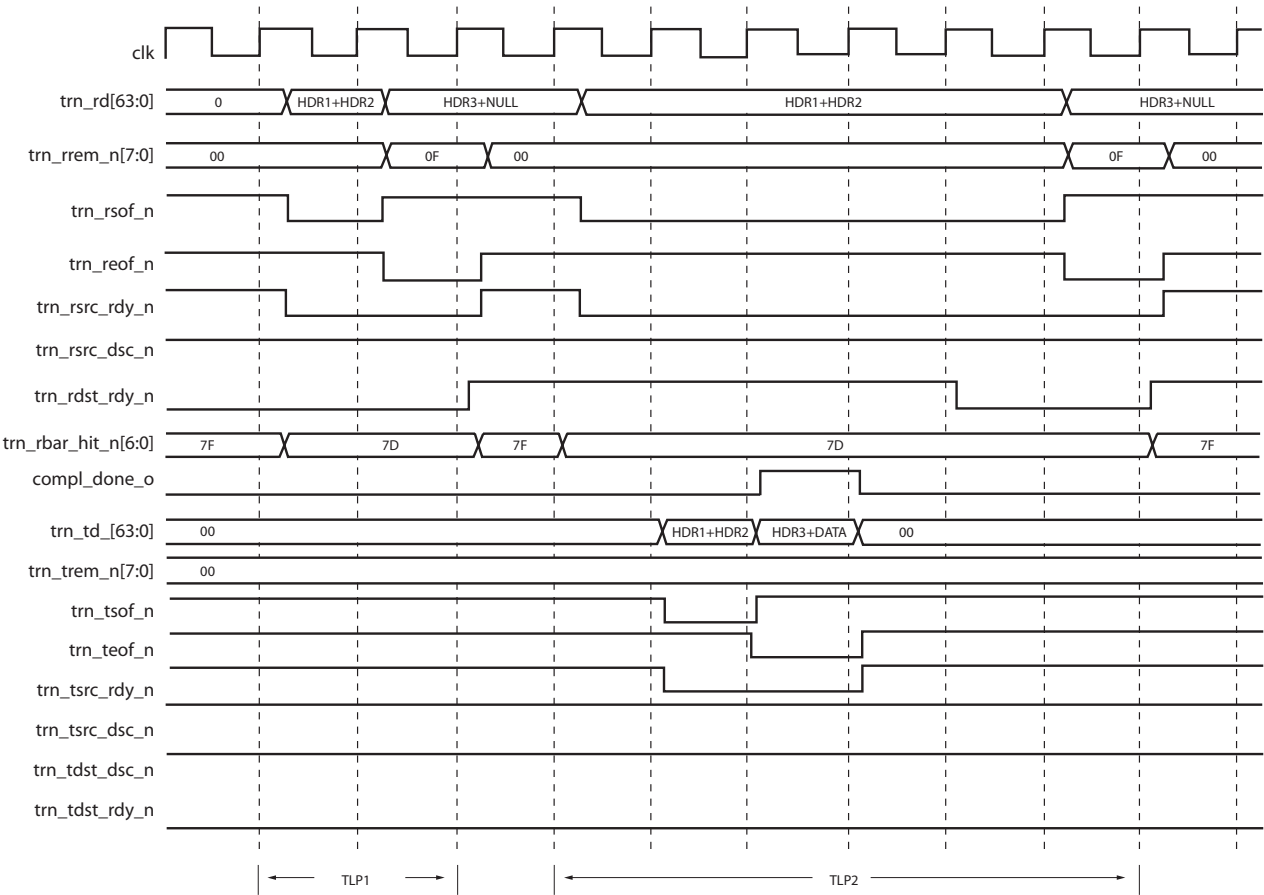 clk
trn_rd[63:0] 0 HDR1+HDR2 HDR3+NULL HDR1+HDR2 HDR3+NULL
trn_rrem_n[7:0] 00 0F 00 0F 00
trn_rsof_n
trn_reof_n
trn_rsrc_rdy_n
trn_rsrc_dsc_n
trn_rdst_rdy_n
trn_rbar_hit_n[6:0] 7F 7D 7F 7D 7F
compl_done_o
trn_td_[63:0] 00 HDR1+HDR2 HDR3+DATA 00
trn_trem_n[7:0] 00
trn_tsof_n
trn_teof_n
trn_tsrc_rdy_n
trn_tsrc_dsc_n
trn_tdst_dsc_n
trn_tdst_rdy_n
TLP1 TLP2